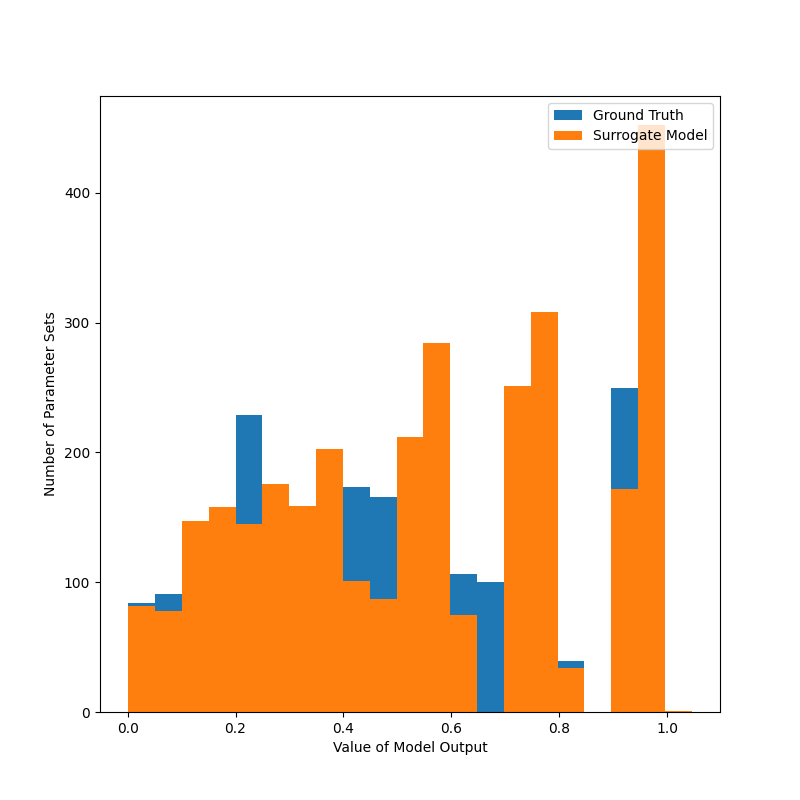 Ground Truth
Surrogate Model
400
300
200
100
0
Number of Parameter Sets
0.0 0.2 0.4 0.6 0.8 1.0
Value of Model Output